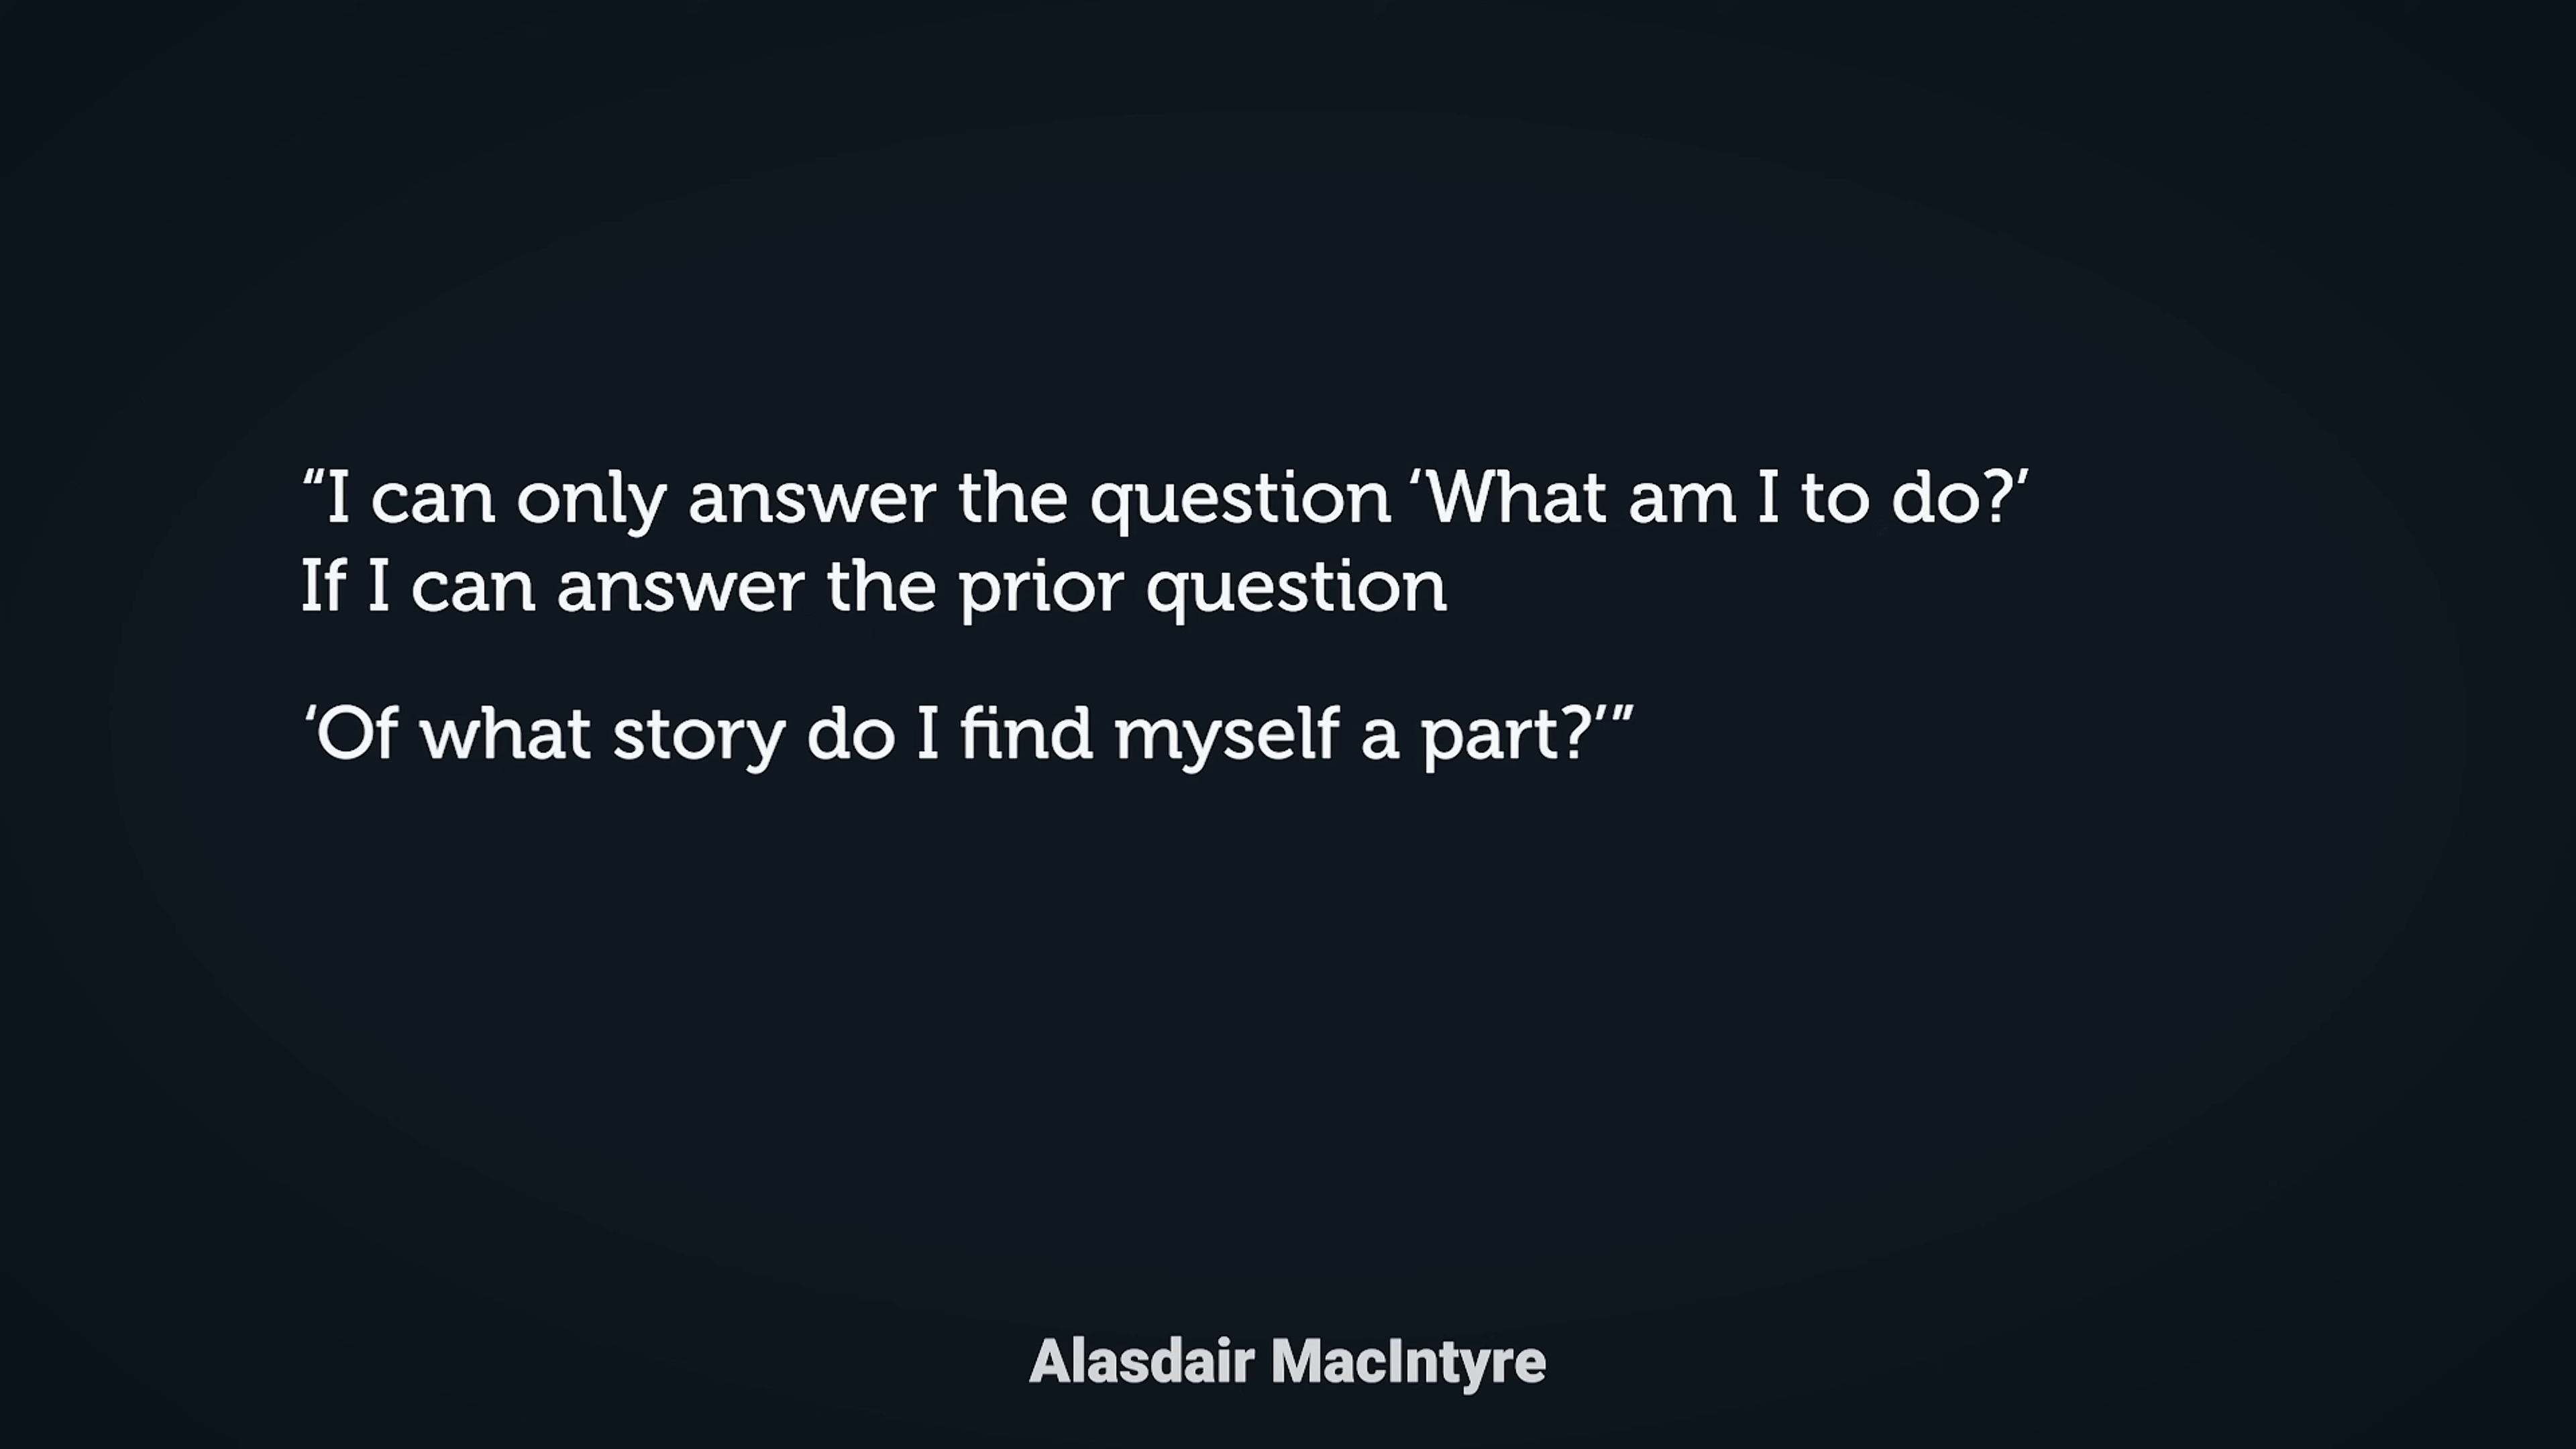 “I can only answer the question ‘What am I to do?’
If I can answer the prior question
‘Of what story do I find myself a part?’”
Alasdair MacIntyre